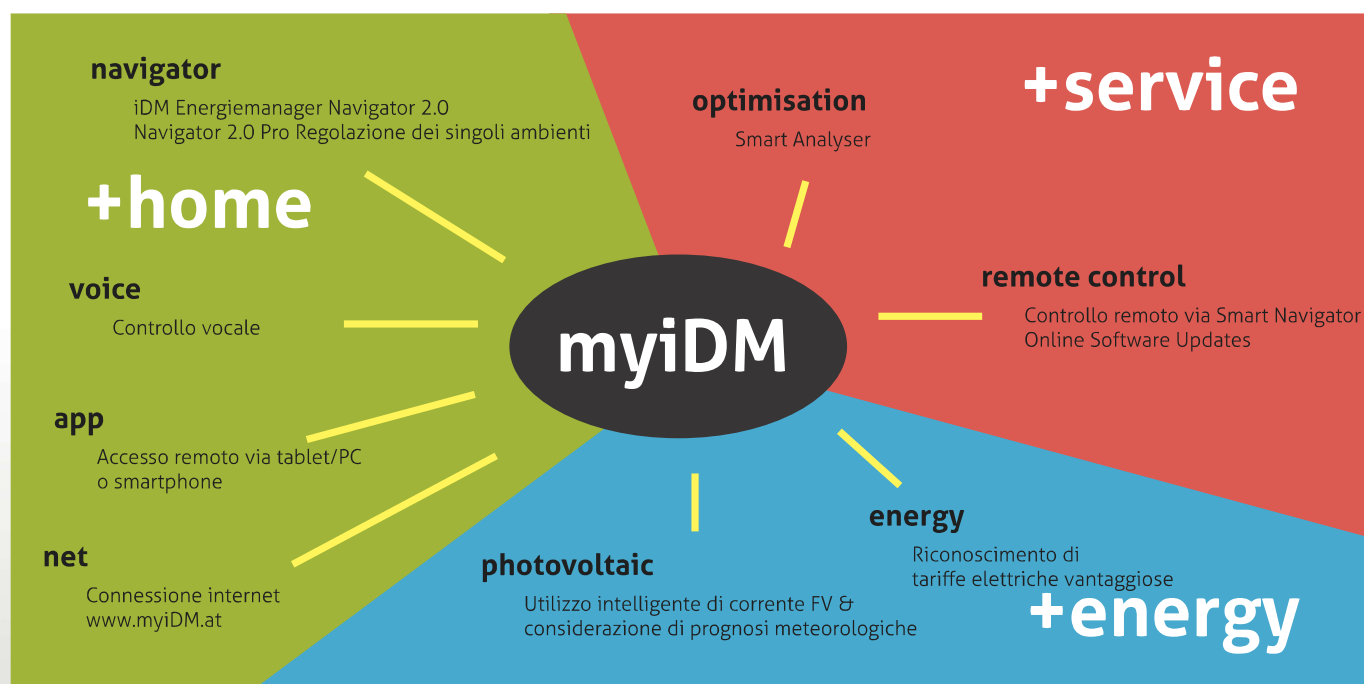 navigator
iDM Energiemanager Navigator 2.0
Navigator 2.0 Pro Regolazione dei singoli ambienti
+home
voice
Controllo vocale
app
Accesso remoto via tablet/PC
o smartphone
net
Connessione internet
www.myiDM.at
myiDM
+service
optimisation
Smart Analyser
remote control
Controllo remoto via Smart Navigator
Online Software Updates
energy
Riconoscimento di
tariffe elettriche vantaggiose
+energy
photovoltaic
Utilizzo intelligente di corrente FV &
considerazione di prognosi meteorologiche